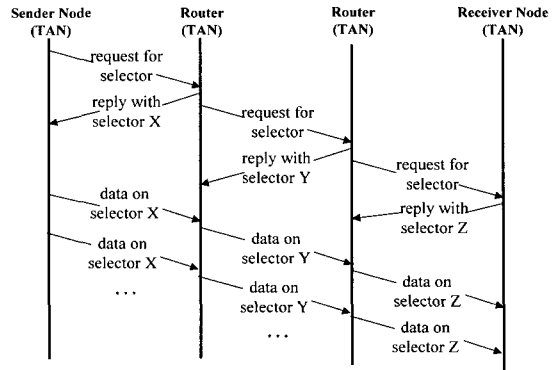 Sender Node
(TAN)
Router
(TAN)
Router
(TAN)
Receiver Node
(TAN)
request for
selector
reply with
selector X
request for
selector
reply with
selector Y
request for
selector
reply with
selector Z
data on
selector X
data on
selector X
data on
selector Y
data on
selector Z
data on
selector Y
data on
selector Z
...
...